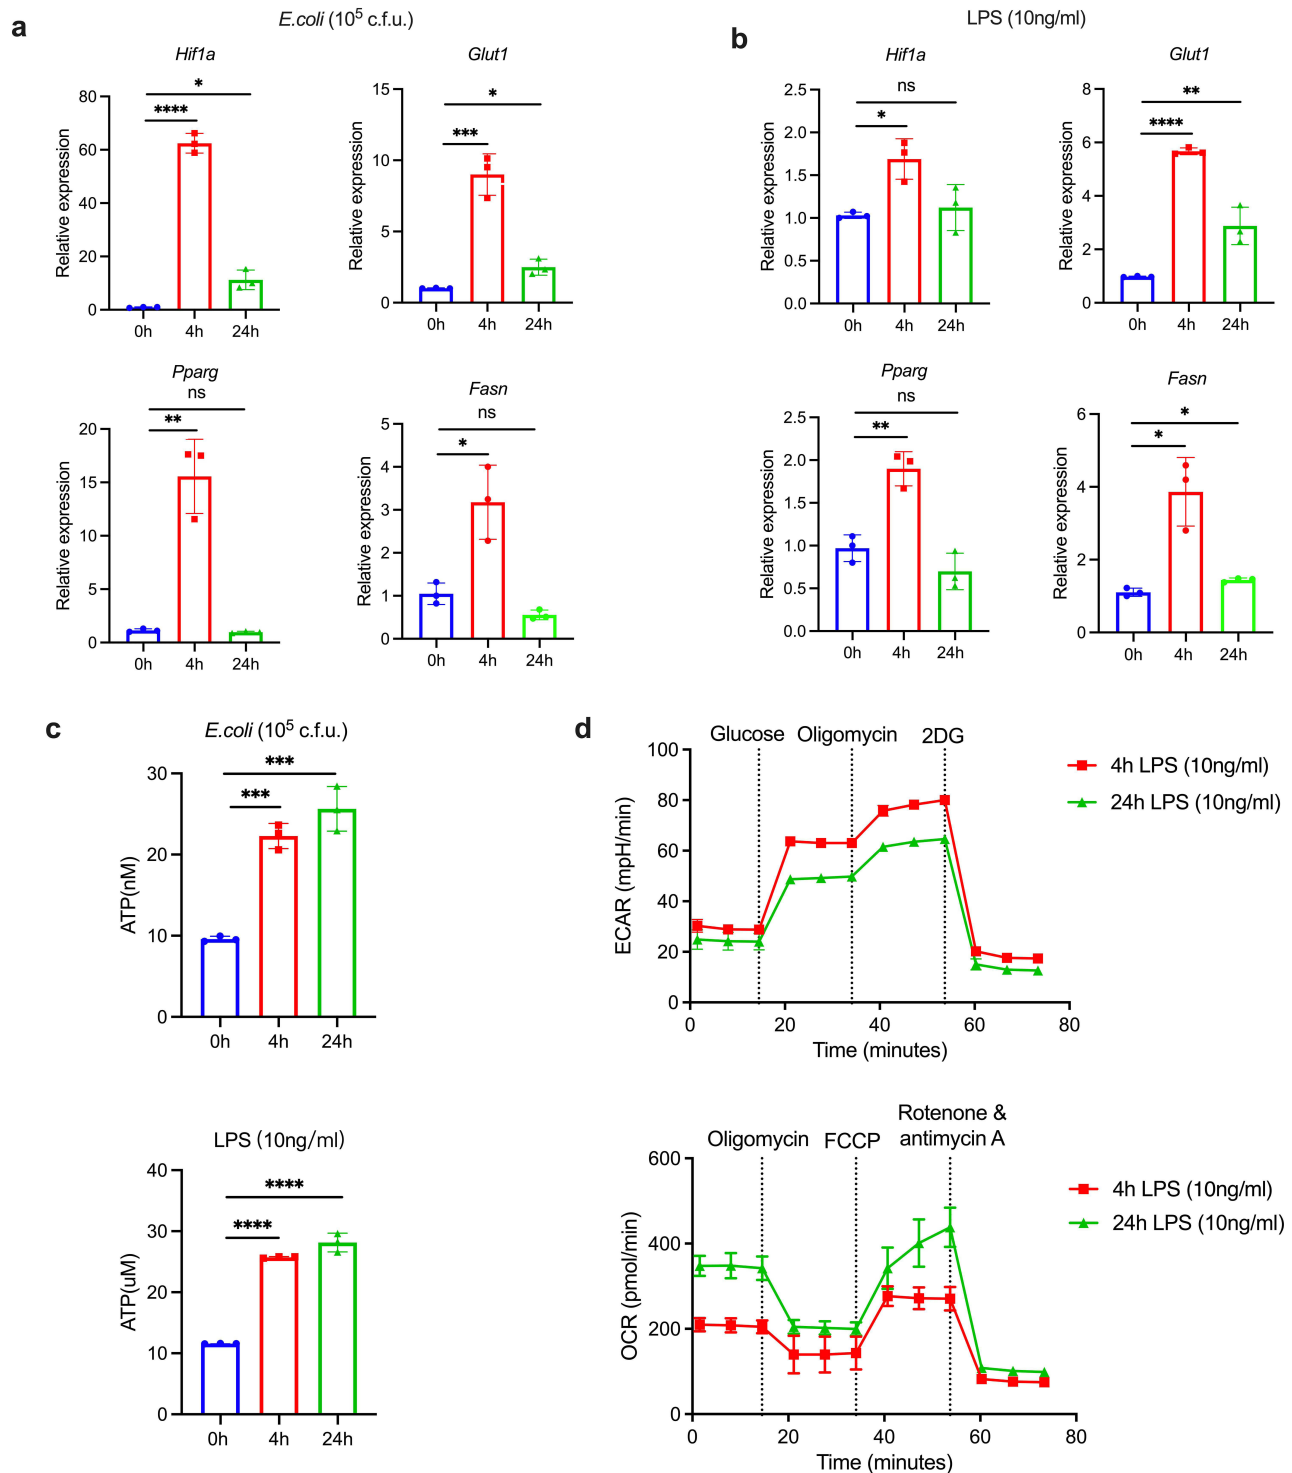 a
E.coli (10⁵ c.f.u.)
Hif1a
*
****
Relative expression
80
60
40
20
0
0h 4h 24h
Glut1
*
***
Relative expression
15
10
5
0
0h 4h 24h
Pparg
ns
**
Relative expression
20
15
10
5
0
0h 4h 24h
Fasn
ns
*
Relative expression
5
4
3
2
1
0
0h 4h 24h
b
LPS (10ng/ml)
Hif1a
ns
*
Relative expression
2.5
2.0
1.5
1.0
0.5
0.0
0h 4h 24h
Glut1
**
****
Relative expression
8
6
4
2
0
0h 4h 24h
Pparg
ns
**
Relative expression
2.5
2.0
1.5
1.0
0.5
0.0
0h 4h 24h
Fasn
*
*
Relative expression
6
4
2
0
0h 4h 24h
c
E.coli (10⁵ c.f.u.)
***
***
ATP(nM)
30
20
10
0
0h 4h 24h
LPS (10ng/ml)
****
****
ATP(uM)
40
30
20
10
0
0h 4h 24h
d
Glucose Oligomycin 2DG
ECAR (mpH/min)
100
80
60
40
20
0
0 20 40 60 80
Time (minutes)
4h LPS (10ng/ml)
24h LPS (10ng/ml)
Rotenone &
Oligomycin FCCP antimycin A
OCR (pmol/min)
600
400
200
0
0 20 40 60 80
Time (minutes)
4h LPS (10ng/ml)
24h LPS (10ng/ml)